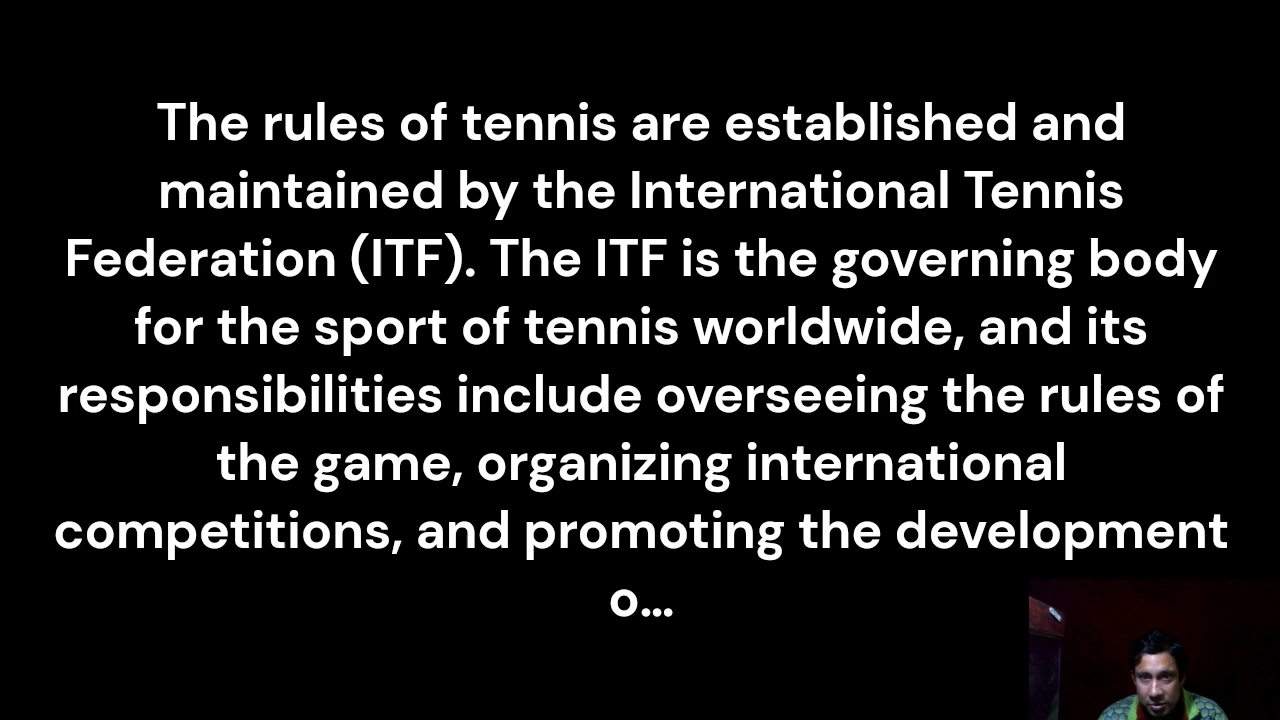 The rules of tennis are established and
maintained by the International Tennis
Federation (ITF). The ITF is the governing body
for the sport of tennis worldwide, and its
responsibilities include overseeing the rules of
the game, organizing international
competitions, and promoting the development
o...